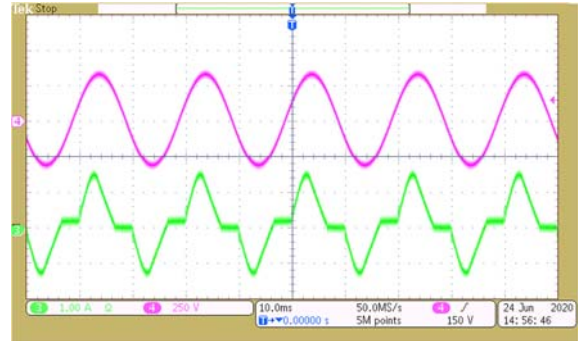 Tek Stop
T
T
4
3
3 1.00 A Ω 4 250 V
10.0ms 50.0MS/s 4
T→▼0.00000 s 5M points 150 V
24 Jun 2020
14:56:46